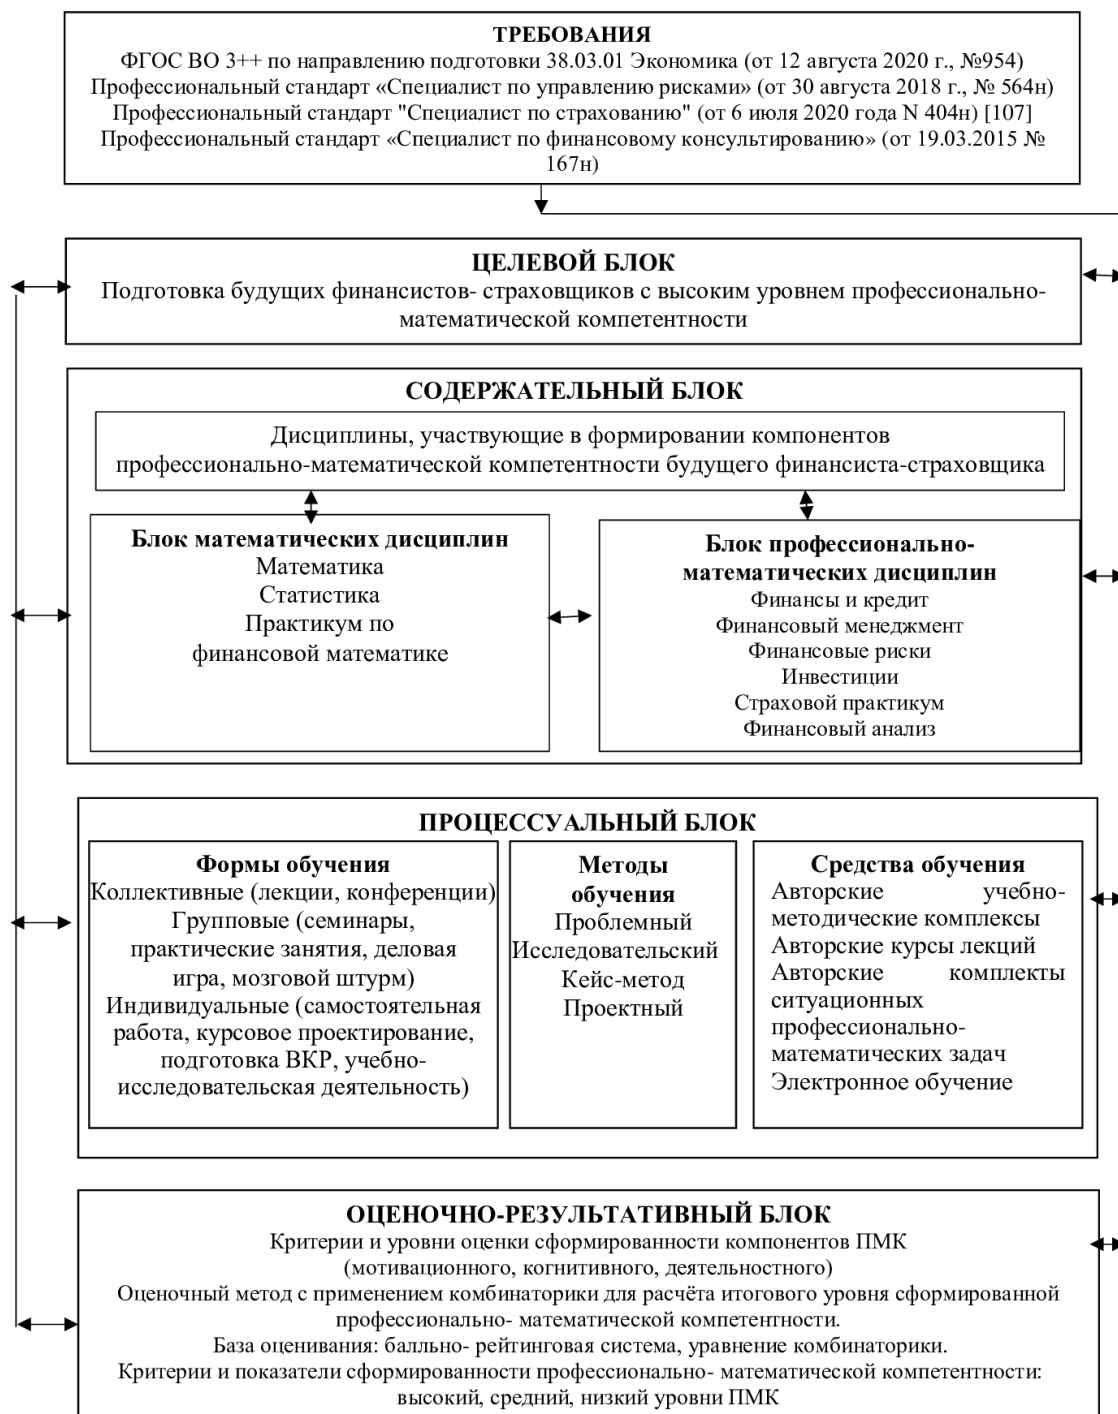 ТРЕБОВАНИЯ
ФГОС ВО 3++ по направлению подготовки 38.03.01 Экономика (от 12 августа 2020 г., №954)
Профессиональный стандарт «Специалист по управлению рисками» (от 30 августа 2018 г., № 564н)
Профессиональный стандарт "Специалист по страхованию" (от 6 июля 2020 года N 404н) [107]
Профессиональный стандарт «Специалист по финансовому консультированию» (от 19.03.2015 №
167н)
ЦЕЛЕВОЙ БЛОК
Подготовка будущих финансистов- страховщиков с высоким уровнем профессионально-
математической компетентности
СОДЕРЖАТЕЛЬНЫЙ БЛОК
Дисциплины, участвующие в формировании компонентов
профессионально-математической компетентности будущего финансиста-страховщика
Блок математических дисциплин
Математика
Статистика
Практикум по
финансовой математике
Блок профессионально-
математических дисциплин
Финансы и кредит
Финансовый менеджмент
Финансовые риски
Инвестиции
Страховой практикум
Финансовый анализ
ПРОЦЕССУАЛЬНЫЙ БЛОК
Формы обучения
Коллективные (лекции, конференции)
Групповые (семинары,
практические занятия, деловая
игра, мозговой штурм)
Индивидуальные (самостоятельная
работа, курсовое проектирование,
подготовка ВКР, учебно-
исследовательская деятельность)
Методы
обучения
Проблемный
Исследовательский
Кейс-метод
Проектный
Средства обучения
Авторские учебно-
методические комплексы
Авторские курсы лекций
Авторские комплекты
ситуационных
профессионально-
математических задач
Электронное обучение
ОЦЕНОЧНО-РЕЗУЛЬТАТИВНЫЙ БЛОК
Критерии и уровни оценки сформированности компонентов ПМК
(мотивационного, когнитивного, деятельностного)
Оценочный метод с применением комбинаторики для расчёта итогового уровня сформированной
профессионально- математической компетентности.
База оценивания: балльно- рейтинговая система, уравнение комбинаторики.
Критерии и показатели сформированности профессионально- математической компетентности:
высокий, средний, низкий уровни ПМК